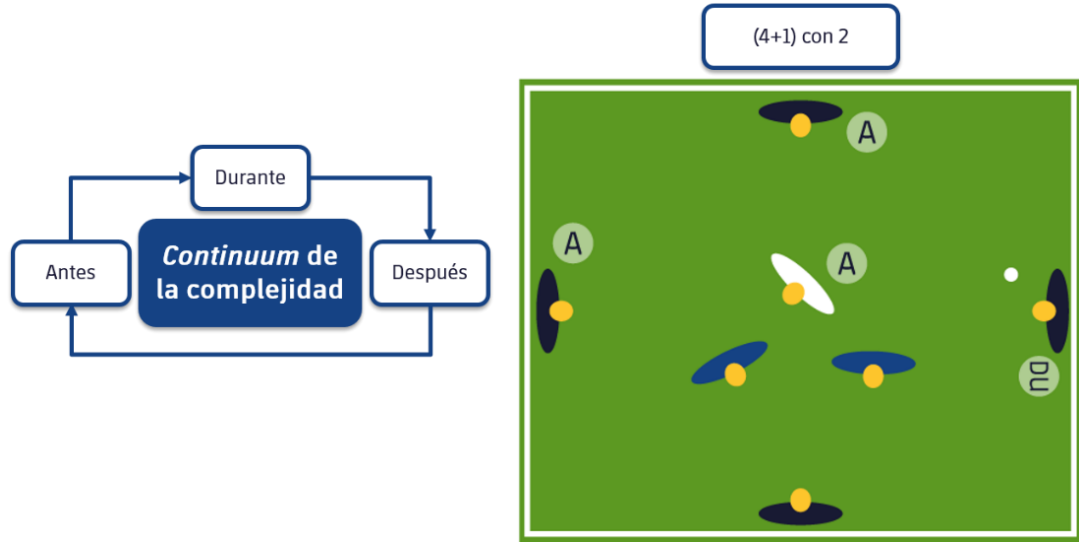 (4+1) con 2
Durante
Continuum de
la complejidad
Antes
Después
A
A
A
DU